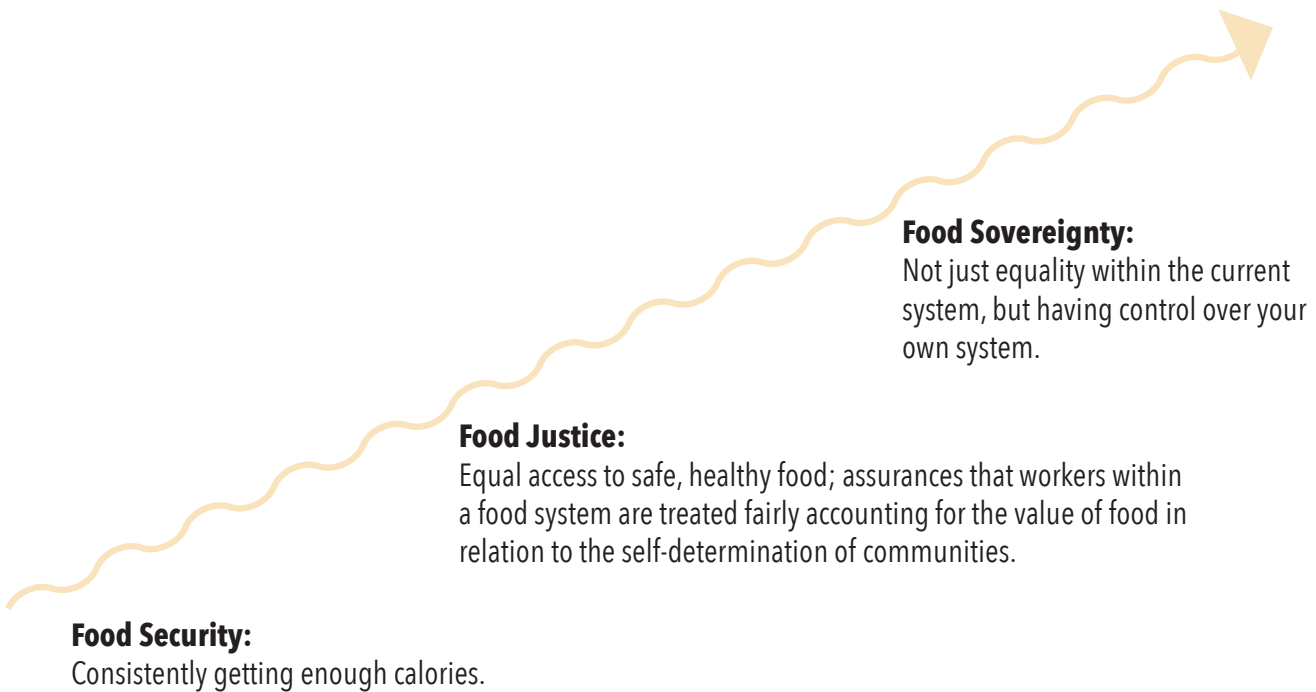 Food Sovereignty:
Not just equality within the current
system, but having control over your
own system.
Food Justice:
Equal access to safe, healthy food; assurances that workers within
a food system are treated fairly accounting for the value of food in
relation to the self-determination of communities.
Food Security:
Consistently getting enough calories.